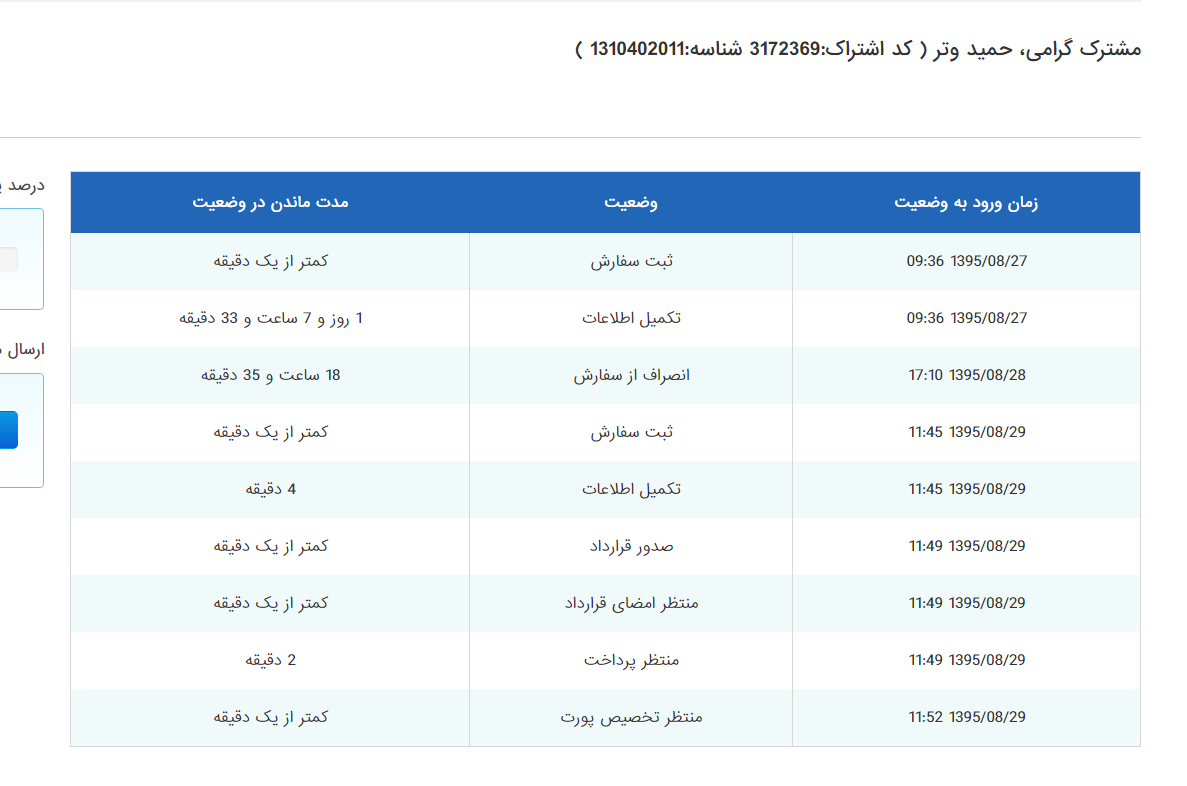 مشترک گرامی، حمید وتر ( کد اشتراک:3172369 شناسه:1310402011 )
زمان ورود به وضعیت وضعیت مدت ماندن در وضعیت
1395/08/27 09:36 ثبت سفارش کمتر از یک دقیقه
1395/08/27 09:36 تکمیل اطلاعات 1 روز و 7 ساعت و 33 دقیقه
1395/08/28 17:10 انصراف از سفارش 18 ساعت و 35 دقیقه
1395/08/29 11:45 ثبت سفارش کمتر از یک دقیقه
1395/08/29 11:45 تکمیل اطلاعات 4 دقیقه
1395/08/29 11:49 صدور قرارداد کمتر از یک دقیقه
1395/08/29 11:49 منتظر امضای قرارداد کمتر از یک دقیقه
1395/08/29 11:49 منتظر پرداخت 2 دقیقه
1395/08/29 11:52 منتظر تخصیص پورت کمتر از یک دقیقه
درصد
ارسال